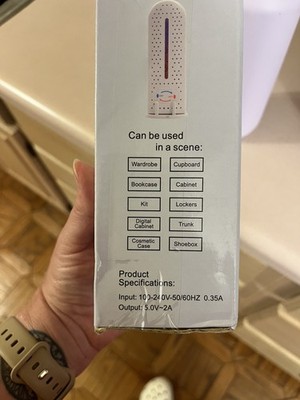 Can be used
in a scene:
Wardrobe Cupboard
Bookcase Cabinet
Kit Lockers
Digital Cabinet Trunk
Cosmetic Case Shoebox
Product
Specifications:
Input: 100-240V-50/60HZ 0.35A
Output: 5.0V⎓2A